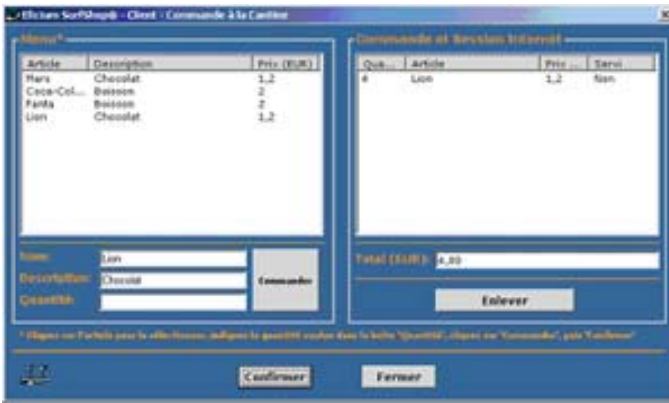 Elicium SurfShop® - Client - Commande à la Cantine
Menu*
Article Description Prix (EUR)
Mars Chocolat 1,2
Coca-Col... Boisson 2
Fanta Boisson 2
Lion Chocolat 1,2
Nom: Lion
Description: Chocolat
Quantité:
Commander
Commande et Session Internet
Qua... Article Prix ... Servi
4 Lion 1,2 Non
Total (EUR): 4,80
Enlever
* Cliquez sur l'article pour le sélectionner, indiquez la quantité voulue dans la boîte "Quantité", cliquez sur "Commander", puis "Confirmer"
Confirmer
Fermer